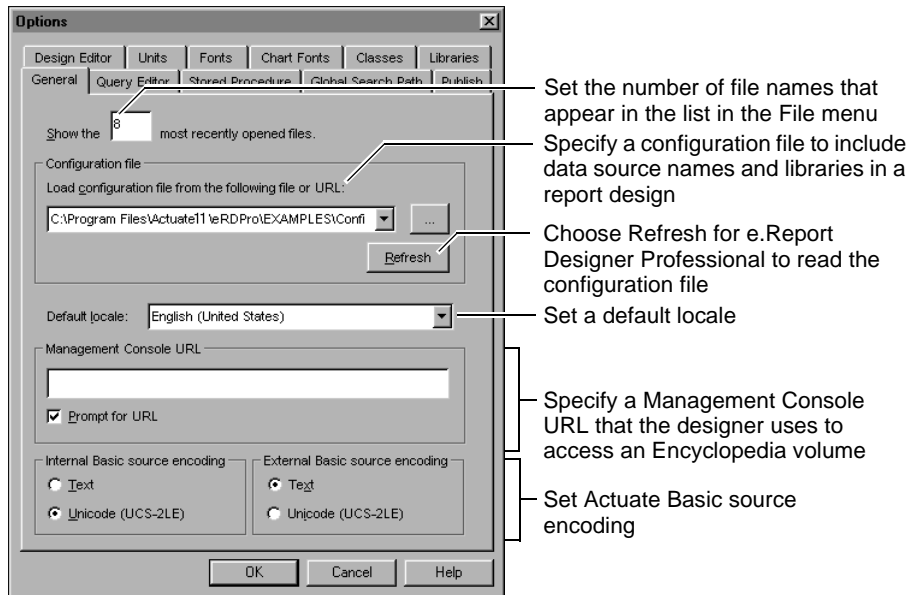 Options
Design Editor Units Fonts Chart Fonts Classes Libraries
General Query Editor Stored Procedure Global Search Path Publish
Show the 8 most recently opened files.
Configuration file
Load configuration file from the following file or URL:
C:\Program Files\Actuate11\eRDPro\EXAMPLES\Confi ...
Refresh
Default locale: English (United States)
Management Console URL
Prompt for URL
Internal Basic source encoding External Basic source encoding
Text Text
Unicode (UCS-2LE) Unicode (UCS-2LE)
OK Cancel Help
Set the number of file names that
appear in the list in the File menu
Specify a configuration file to include
data source names and libraries in a
report design
Choose Refresh for e.Report
Designer Professional to read the
configuration file
Set a default locale
Specify a Management Console
URL that the designer uses to
access an Encyclopedia volume
Set Actuate Basic source
encoding